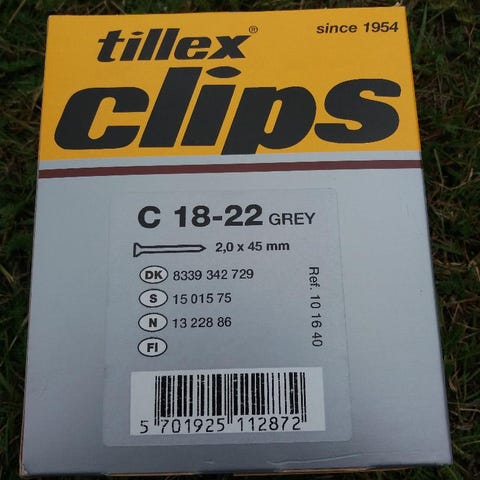 tillex®
since 1954
clips
C 18-22 GREY
2,0 x 45 mm
DK 8339 342 729
S 15 015 75
N 13 228 86
FI
Ref. 10 16 40
5 701925 112872